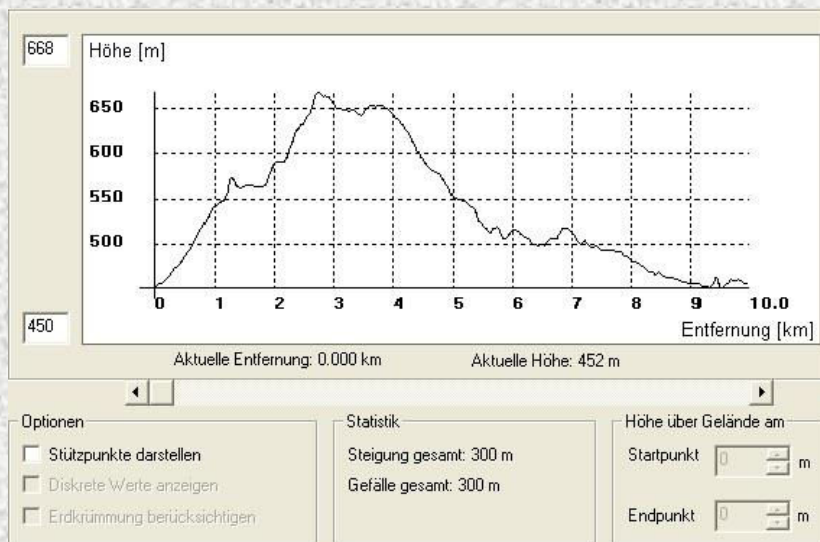 668
Höhe [m]
650
600
550
500
450
0 1 2 3 4 5 6 7 8 9 10.0
Entfernung [km]
Aktuelle Entfernung: 0.000 km Aktuelle Höhe: 452 m
Optionen
Stützpunkte darstellen
Diskrete Werte anzeigen
Erdkrümmung berücksichtigen
Statistik
Steigung gesamt: 300 m
Gefälle gesamt: 300 m
Höhe über Gelände am
Startpunkt 0 m
Endpunkt 0 m